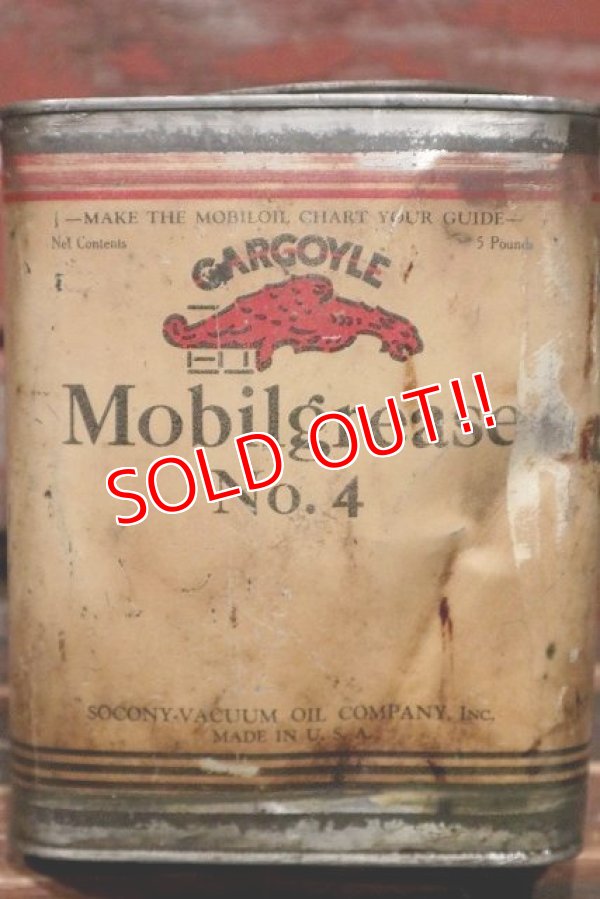 —MAKE THE MOBILOIL CHART YOUR GUIDE—
Net Contents 5 Pounds
GARGOYLE
Mobilgrease
No. 4
SOLD OUT!!
SOCONY-VACUUM OIL COMPANY, INC.
MADE IN U. S. A.